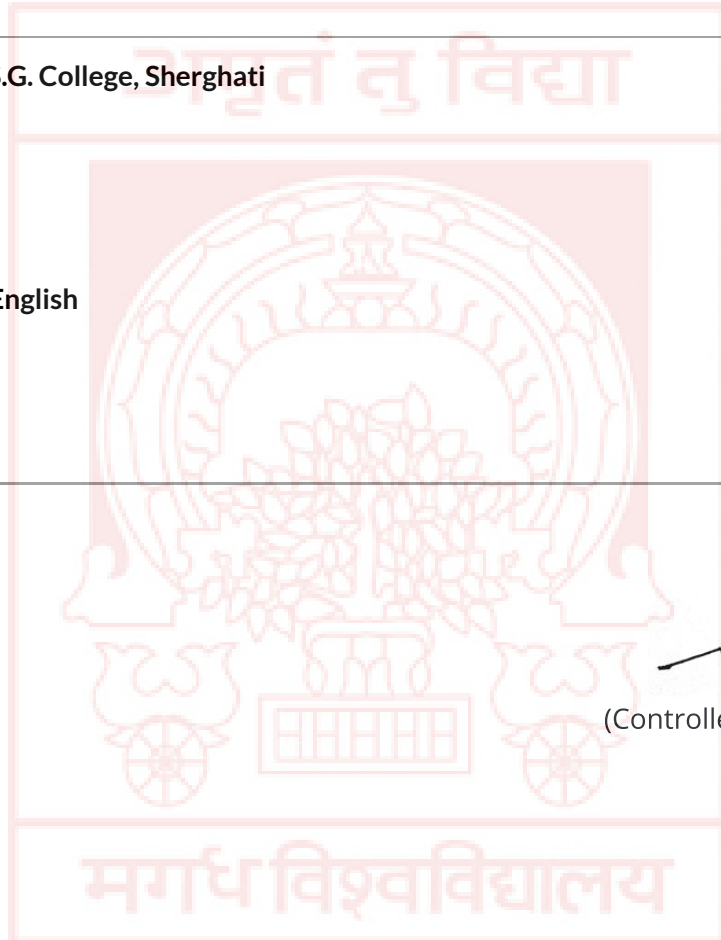 अमृतं तु विद्या
.G. College, Sherghati
English
(Controlle
मगध विश्वविद्यालय